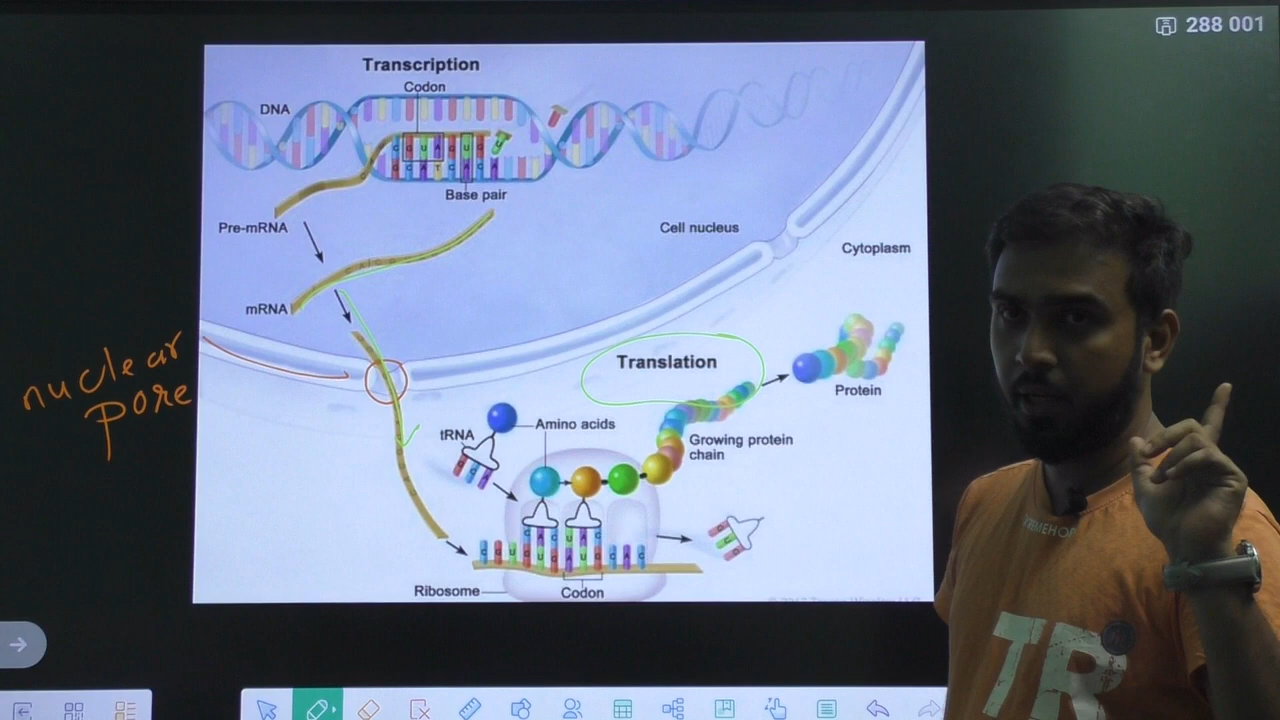 288 001
Transcription
Codon
DNA
Base pair
Pre-mRNA
Cell nucleus
Cytoplasm
mRNA
nuclear
pore
Translation
Protein
Amino acids
tRNA
Growing protein
chain
Ribosome
Codon
TR